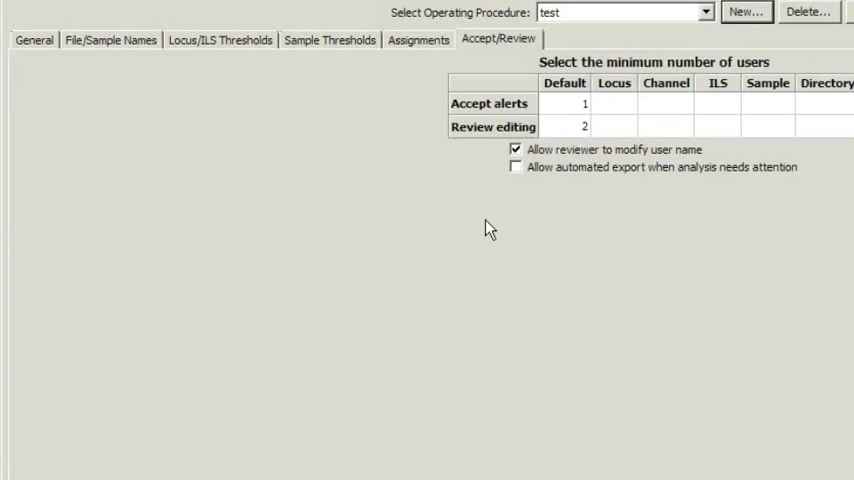 Select Operating Procedure: test New... Delete...
General File/Sample Names Locus/ILS Thresholds Sample Thresholds Assignments Accept/Review
Select the minimum number of users
Default Locus Channel ILS Sample Directory
Accept alerts 1
Review editing 2
Allow reviewer to modify user name
Allow automated export when analysis needs attention